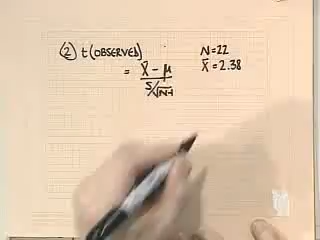 ② t (OBSERVED)
= X̄ - μ
S/√N-1
N=22
X̄ = 2.38